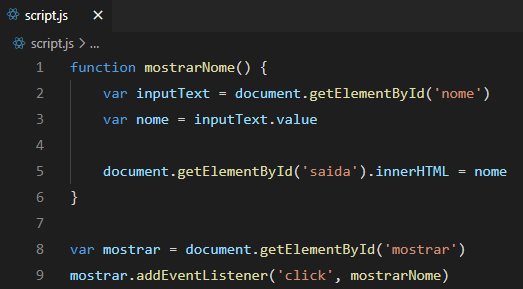 script.js ×
script.js > ...
1 function mostrarNome() {
2 var inputText = document.getElementById('nome')
3 var nome = inputText.value
4
5 document.getElementById('saida').innerHTML = nome
6 }
7
8 var mostrar = document.getElementById('mostrar')
9 mostrar.addEventListener('click', mostrarNome)